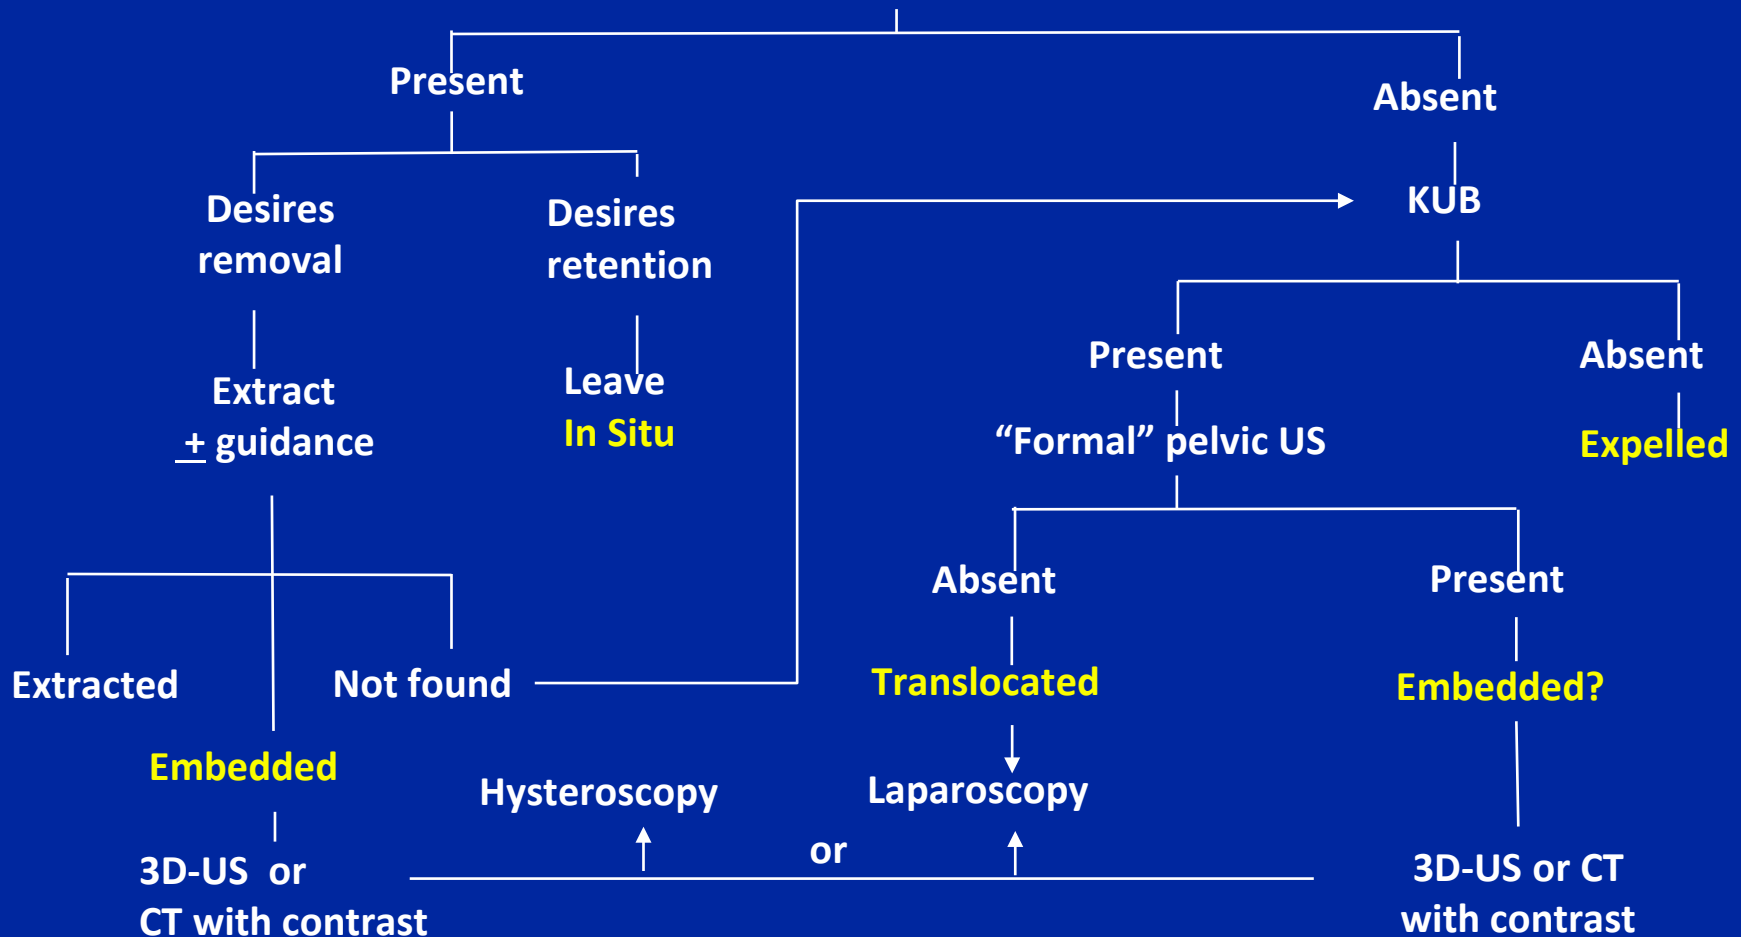 Present
Absent
Desires
removal
Desires
retention
KUB
Extract
+ guidance
Leave
In Situ
Present
Absent
“Formal” pelvic US
Expelled
Absent
Present
Extracted
Not found
Translocated
Embedded?
Embedded
Hysteroscopy
Laparoscopy
or
3D-US or
CT with contrast
3D-US or CT
with contrast